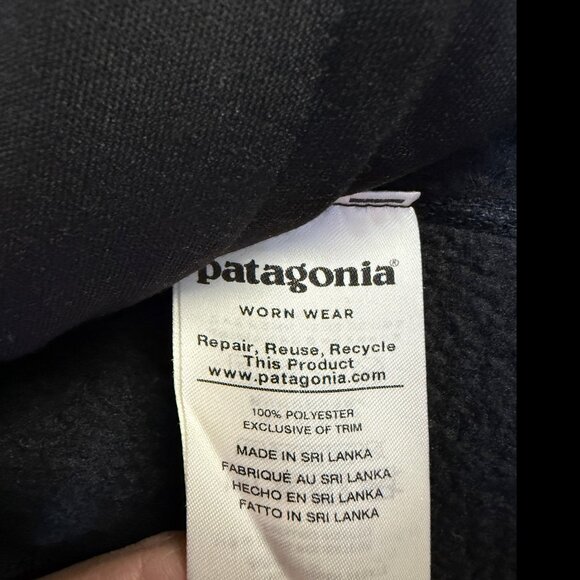 patagonia®
WORN WEAR
Repair, Reuse, Recycle
This Product
www.patagonia.com
100% POLYESTER
EXCLUSIVE OF TRIM
MADE IN SRI LANKA
FABRIQUÉ AU SRI LANKA
HECHO EN SRI LANKA
FATTO IN SRI LANKA